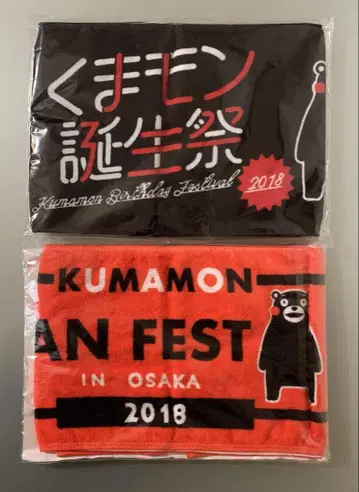 くまモン
誕生祭
Kumamon Birthday Festival 2018
KUMAMON
AN FEST
IN OSAKA
2018